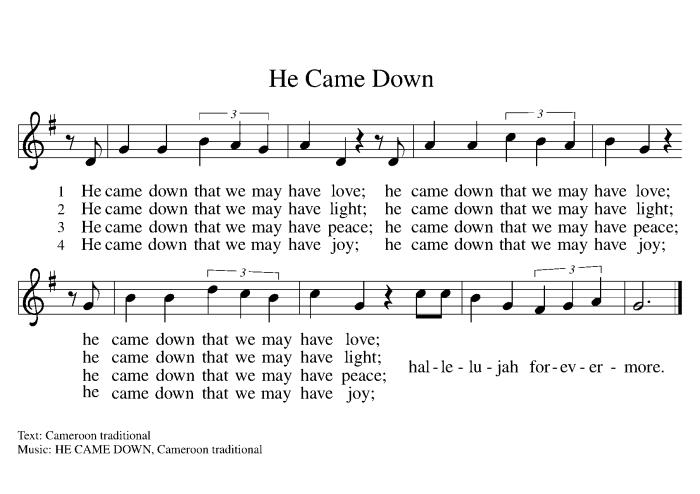 He Came Down
3 3
1 He came down that we may have love; he came down that we may have love;
2 He came down that we may have light; he came down that we may have light;
3 He came down that we may have peace; he came down that we may have peace;
4 He came down that we may have joy; he came down that we may have joy;
3 3
he came down that we may have love;
he came down that we may have light;
he came down that we may have peace;
he came down that we may have joy;
hal - le - lu - jah for - ev - er - more.
Text: Cameroon traditional
Music: HE CAME DOWN, Cameroon traditional